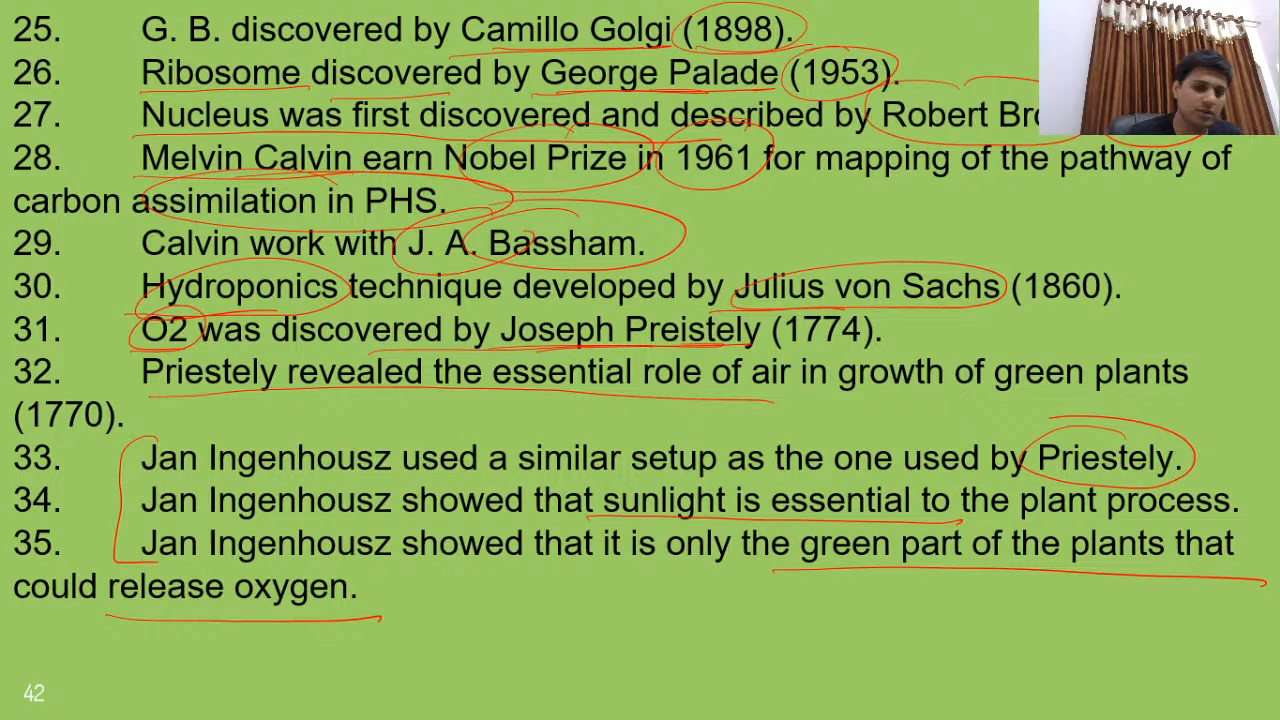 25. G. B. discovered by Camillo Golgi (1898).
26. Ribosome discovered by George Palade (1953).
27. Nucleus was first discovered and described by Robert
28. Melvin Calvin earn Nobel Prize in 1961 for mapping of the pathway of
carbon assimilation in PHS.
29. Calvin work with J. A. Bassham.
30. Hydroponics technique developed by Julius von Sachs (1860).
31. O2 was discovered by Joseph Preistely (1774).
32. Priestely revealed the essential role of air in growth of green plants
(1770).
33. Jan Ingenhousz used a similar setup as the one used by Priestely.
34. Jan Ingenhousz showed that sunlight is essential to the plant process.
35. Jan Ingenhousz showed that it is only the green part of the plants that
could release oxygen.
42